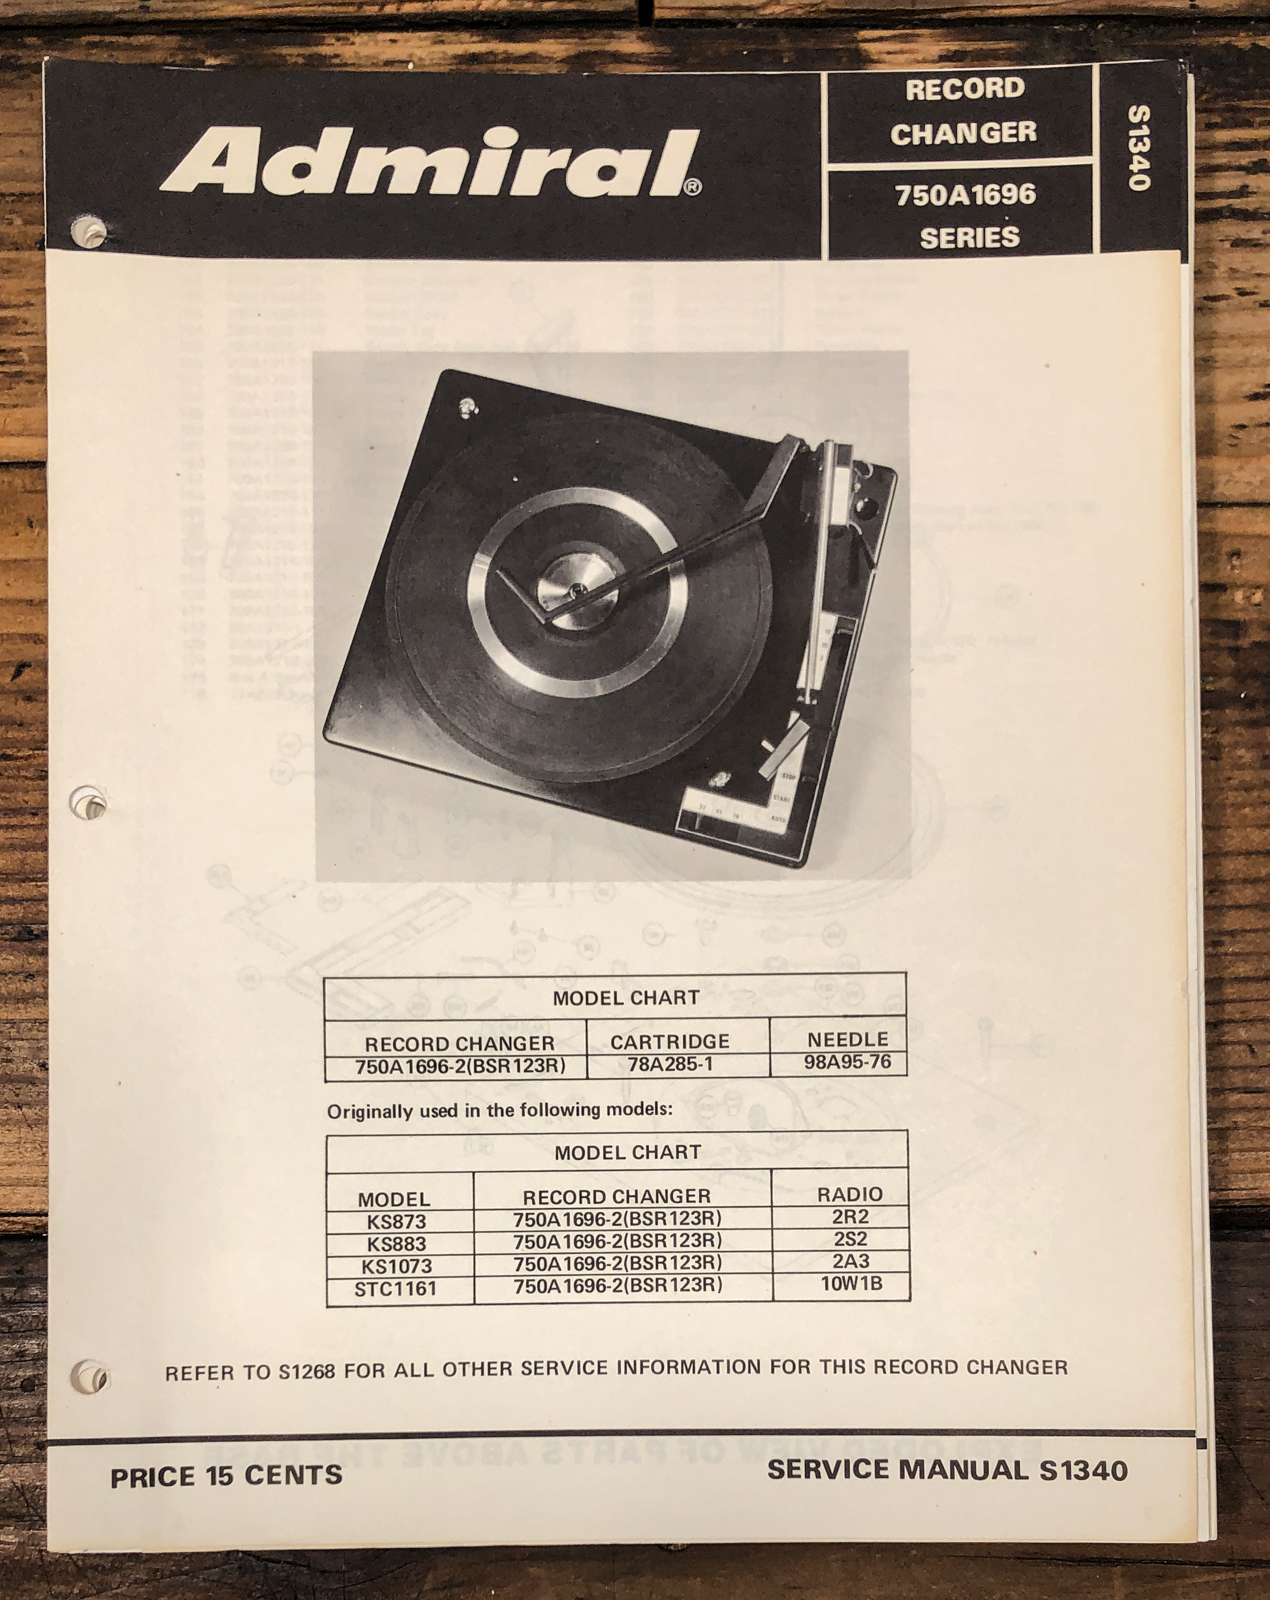 Admiral®
RECORD
CHANGER
750A1696
SERIES
S1340
STOP
START
AUTO
MODEL CHART
RECORD CHANGER CARTRIDGE NEEDLE
750A1696-2(BSR123R) 78A285-1 98A95-76
Originally used in the following models:
MODEL CHART
MODEL RECORD CHANGER RADIO
KS873 750A1696-2(BSR123R) 2R2
KS883 750A1696-2(BSR123R) 2S2
KS1073 750A1696-2(BSR123R) 2A3
STC1161 750A1696-2(BSR123R) 10W1B
REFER TO S1268 FOR ALL OTHER SERVICE INFORMATION FOR THIS RECORD CHANGER
PRICE 15 CENTS
SERVICE MANUAL S1340